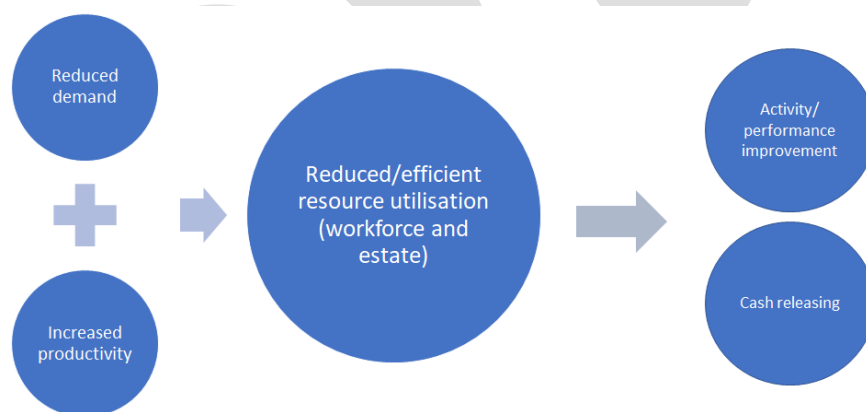 Reduced
demand
Increased
productivity
Reduced/efficient
resource utilisation
(workforce and
estate)
Activity/
performance
improvement
Cash releasing